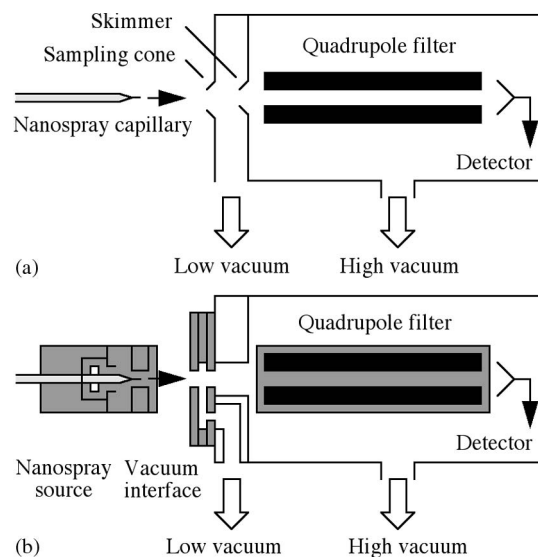 Skimmer
Quadrupole filter
Sampling cone
Nanospray capillary
Detector
(a)
Low vacuum
High vacuum
Quadrupole filter
Detector
Nanospray
source
Vacuum
interface
(b)
Low vacuum
High vacuum